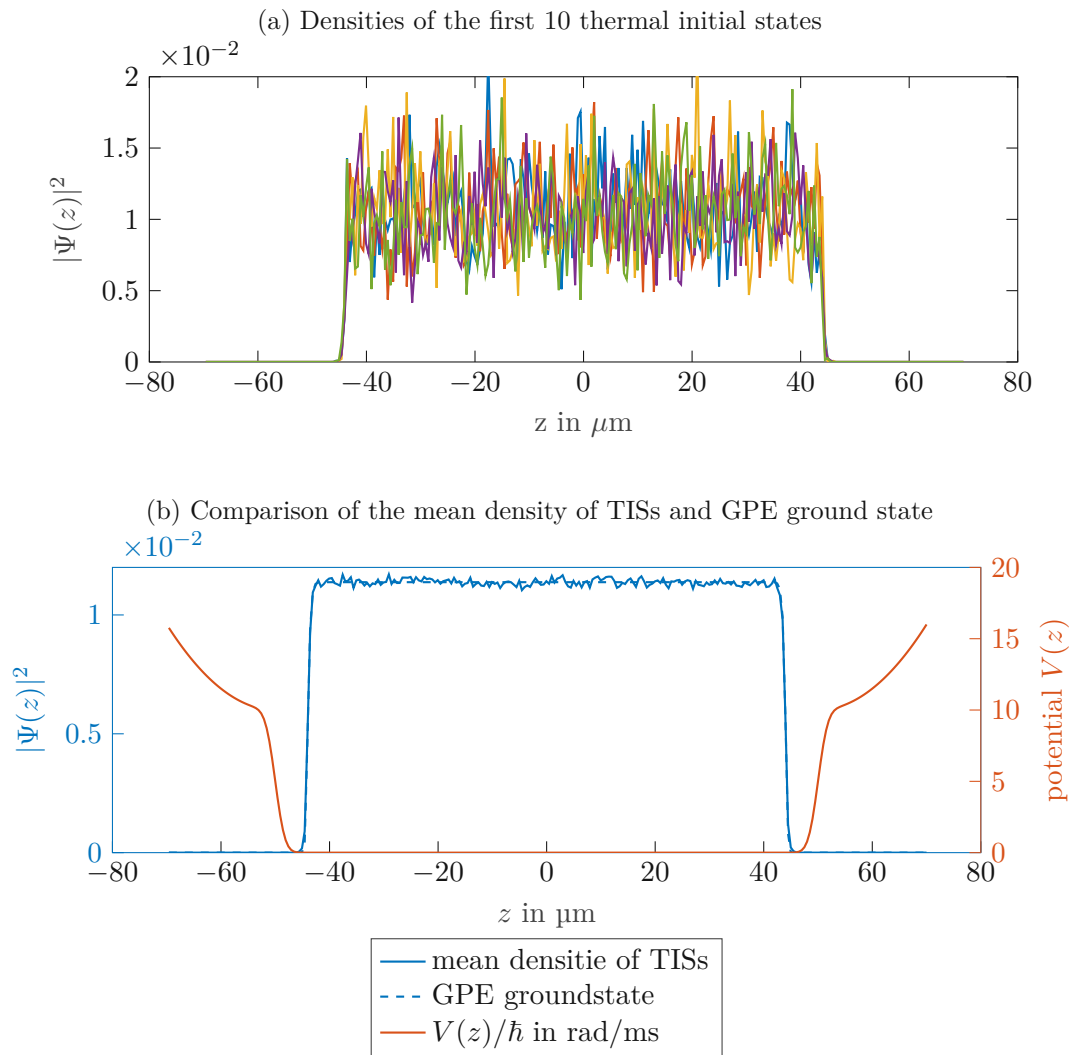 (a) Densities of the first 10 thermal initial states
×10⁻²
2
1.5
1
0.5
0
|Ψ(z)|²
−80 −60 −40 −20 0 20 40 60 80
z in μm
(b) Comparison of the mean density of TISs and GPE ground state
×10⁻²
1
0.5
0
|Ψ(z)|²
20
15
10
5
0
potential V(z)
−80 −60 −40 −20 0 20 40 60 80
z in µm
mean densitie of TISs
GPE groundstate
V(z)/ℏ in rad/ms